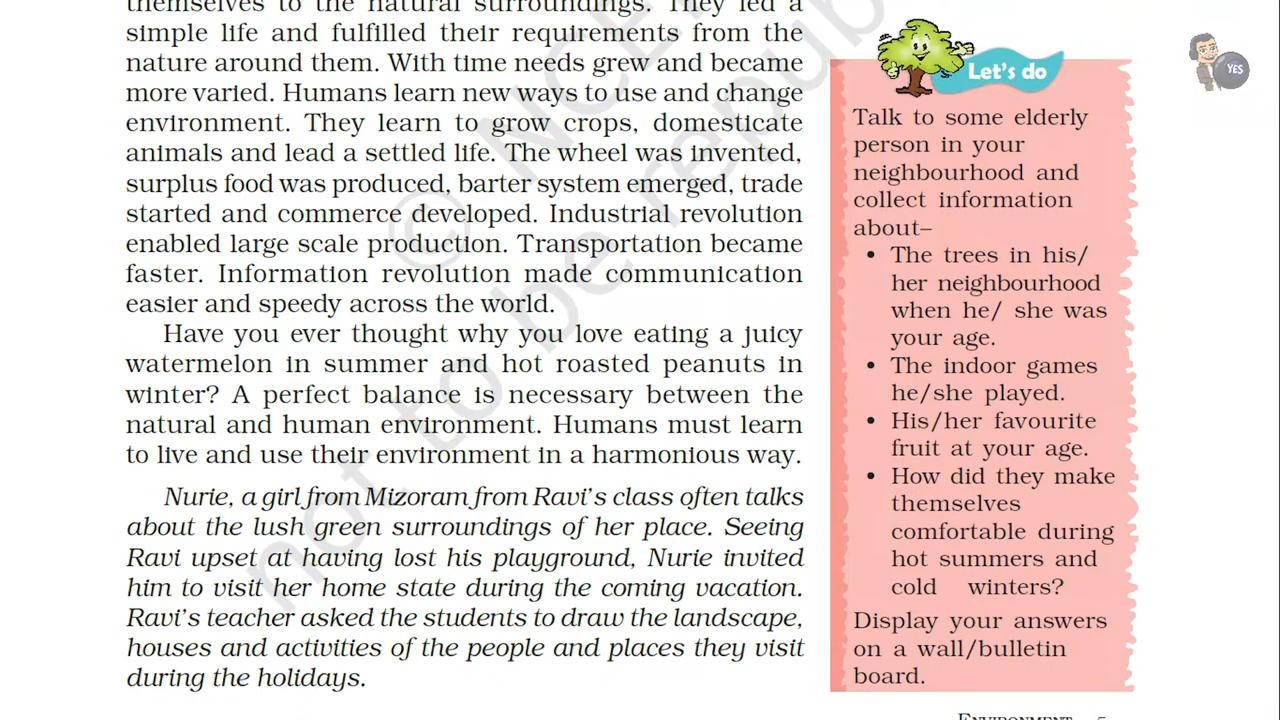 themselves to the natural surroundings. They led a
simple life and fulfilled their requirements from the
nature around them. With time needs grew and became
more varied. Humans learn new ways to use and change
environment. They learn to grow crops, domesticate
animals and lead a settled life. The wheel was invented,
surplus food was produced, barter system emerged, trade
started and commerce developed. Industrial revolution
enabled large scale production. Transportation became
faster. Information revolution made communication
easier and speedy across the world.
Have you ever thought why you love eating a juicy
watermelon in summer and hot roasted peanuts in
winter? A perfect balance is necessary between the
natural and human environment. Humans must learn
to live and use their environment in a harmonious way.
Nurie, a girl from Mizoram from Ravi's class often talks
about the lush green surroundings of her place. Seeing
Ravi upset at having lost his playground, Nurie invited
him to visit her home state during the coming vacation.
Ravi's teacher asked the students to draw the landscape,
houses and activities of the people and places they visit
during the holidays.
Let's do
Talk to some elderly
person in your
neighbourhood and
collect information
about–
• The trees in his/
her neighbourhood
when he/ she was
your age.
• The indoor games
he/she played.
• His/her favourite
fruit at your age.
• How did they make
themselves
comfortable during
hot summers and
cold winters?
Display your answers
on a wall/bulletin
board.
YES
© NCE
not to be repub
Environment 5